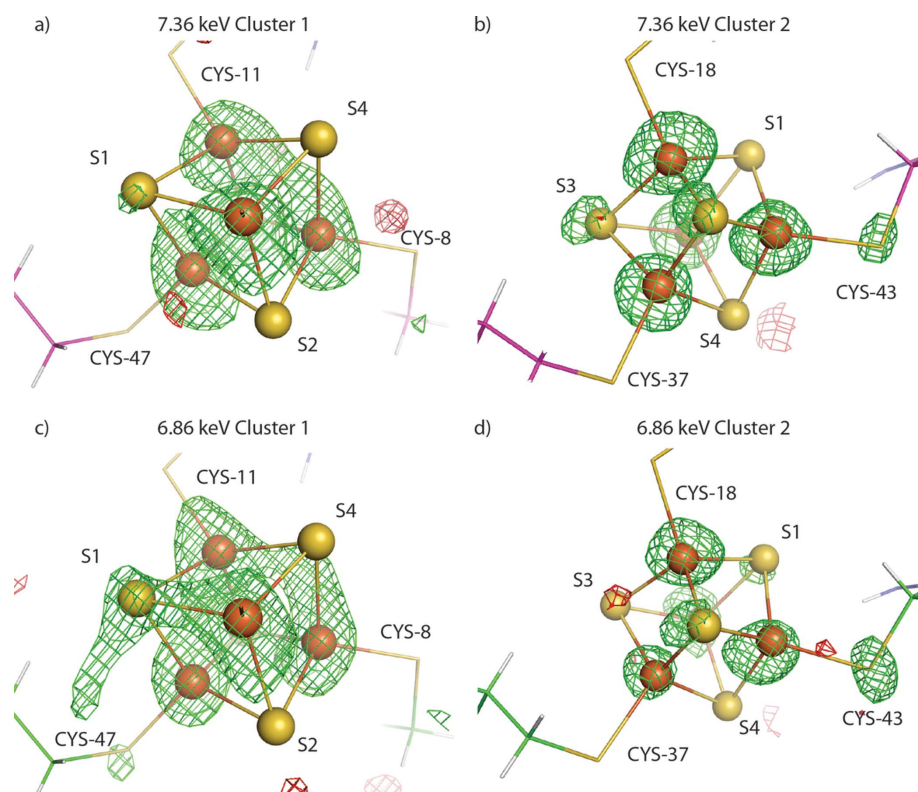 a) 7.36 keV Cluster 1
CYS-11
S4
S1
CYS-8
S2
CYS-47
b) 7.36 keV Cluster 2
CYS-18
S1
S3
CYS-43
S4
CYS-37
c) 6.86 keV Cluster 1
CYS-11
S4
S1
CYS-8
CYS-47
S2
d) 6.86 keV Cluster 2
CYS-18
S1
S3
CYS-43
S4
CYS-37